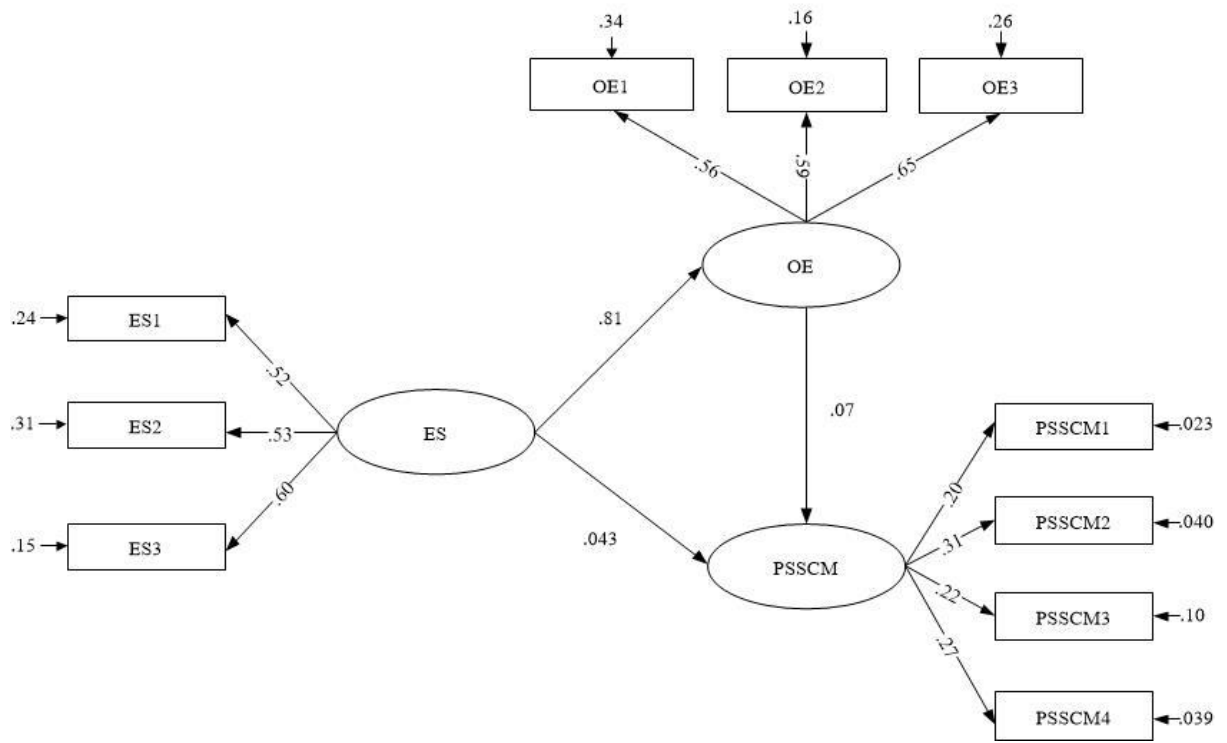 .34
.16
.26
OE1
OE2
OE3
.56
.59
.65
OE
.24
ES1
.52
.81
.31
ES2
.53
ES
.07
.15
ES3
.60
.043
PSSCM
.20
PSSCM1
.023
.31
PSSCM2
.040
.22
PSSCM3
.10
.27
PSSCM4
.039